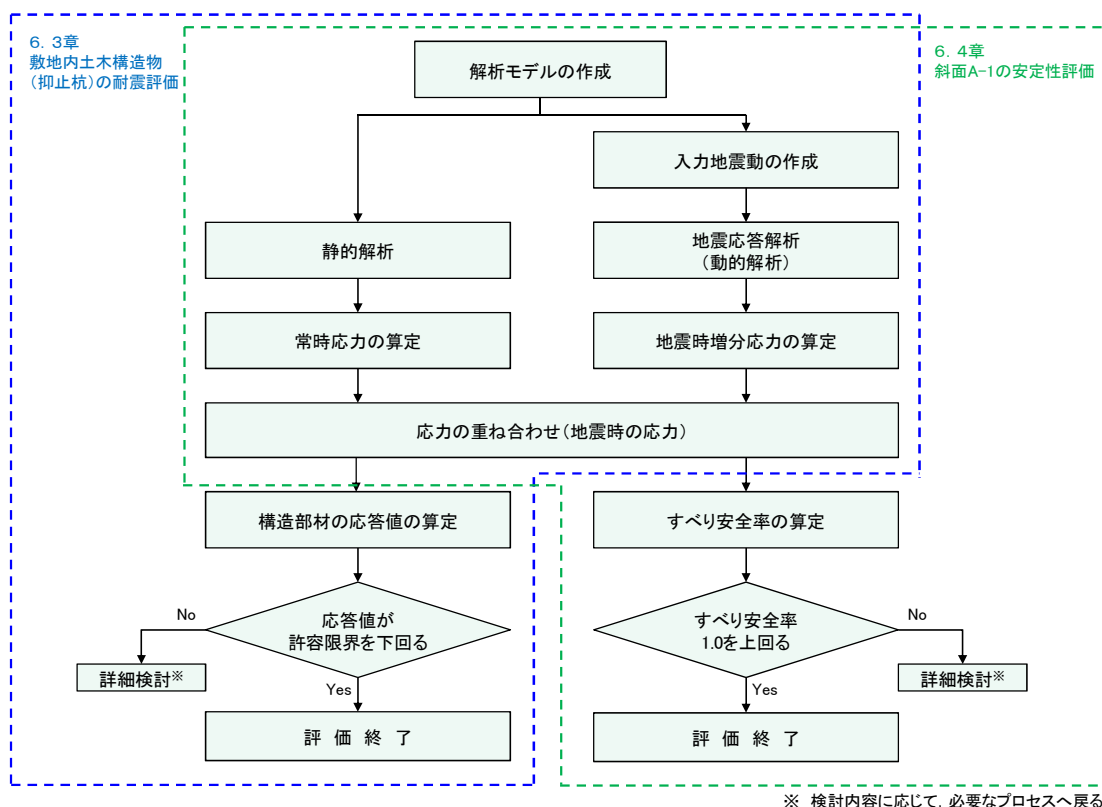 6.3章
敷地内土木構造物
(抑止杭)の耐震評価
6.4章
斜面A-1の安定性評価
解析モデルの作成
入力地震動の作成
静的解析
地震応答解析
(動的解析)
常時応力の算定
地震時増分応力の算定
応力の重ね合わせ(地震時の応力)
構造部材の応答値の算定
すべり安全率の算定
応答値が
許容限界を下回る
No
詳細検討※
Yes
評価終了
すべり安全率
1.0を上回る
No
詳細検討※
Yes
評価終了
※ 検討内容に応じて,必要なプロセスへ戻る